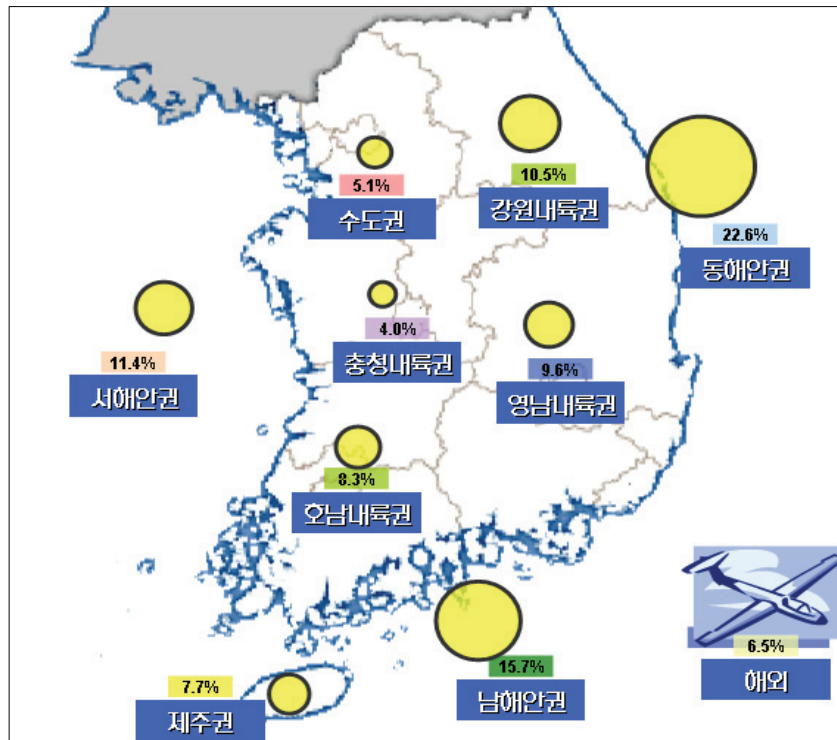 5.1%
수도권
10.5%
강원내륙권
22.6%
동해안권
11.4%
서해안권
4.0%
충청내륙권
9.6%
영남내륙권
8.3%
호남내륙권
6.5%
해외
15.7%
남해안권
7.7%
제주권